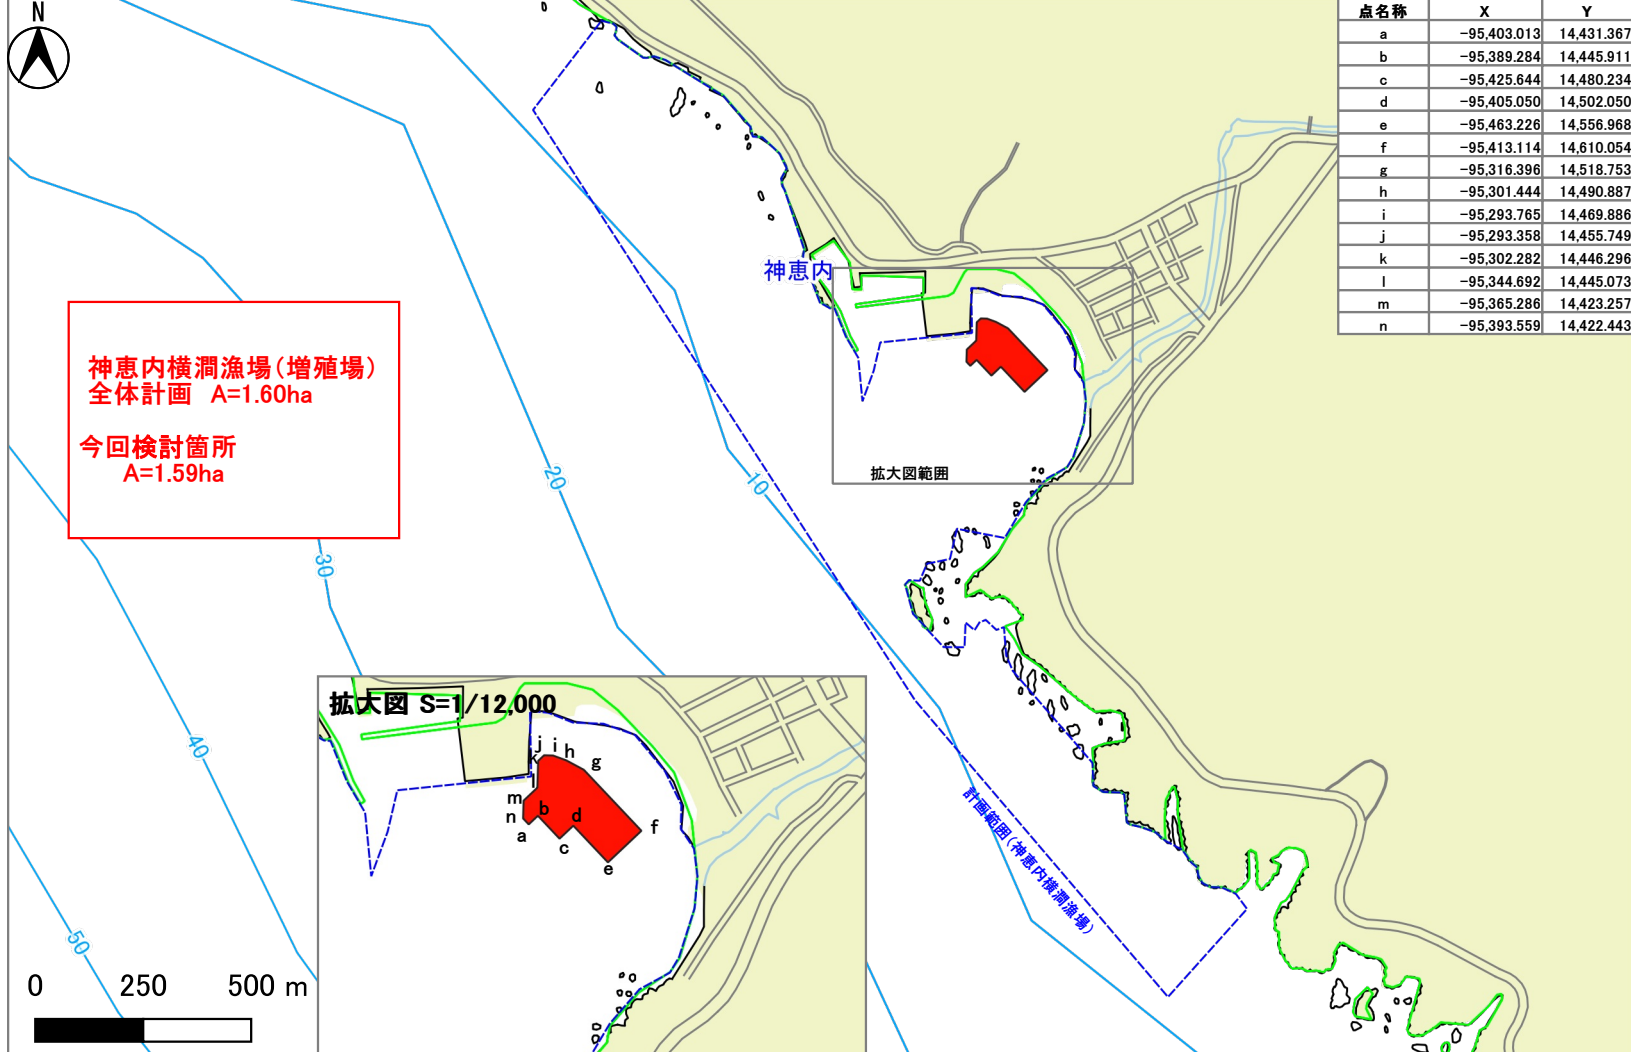 N
点名称 X Y
a -95,403.013 14,431.367
b -95,389.284 14,445.911
c -95,425.644 14,480.234
d -95,405.050 14,502.050
e -95,463.226 14,556.968
f -95,413.114 14,610.054
g -95,316.396 14,518.753
h -95,301.444 14,490.887
i -95,293.765 14,469.886
j -95,293.358 14,455.749
k -95,302.282 14,446.296
l -95,344.692 14,445.073
m -95,365.286 14,423.257
n -95,393.559 14,422.443
神恵内
神恵内横澗漁場(増殖場)
全体計画 A=1.60ha
今回検討箇所
A=1.59ha
拡大図範囲
10
20
30
40
50
拡大図 S=1/12,000
j i h g
k
l
m
n
a
b
c
d
e
f
計画範囲(神恵内横澗漁場)
0 250 500 m